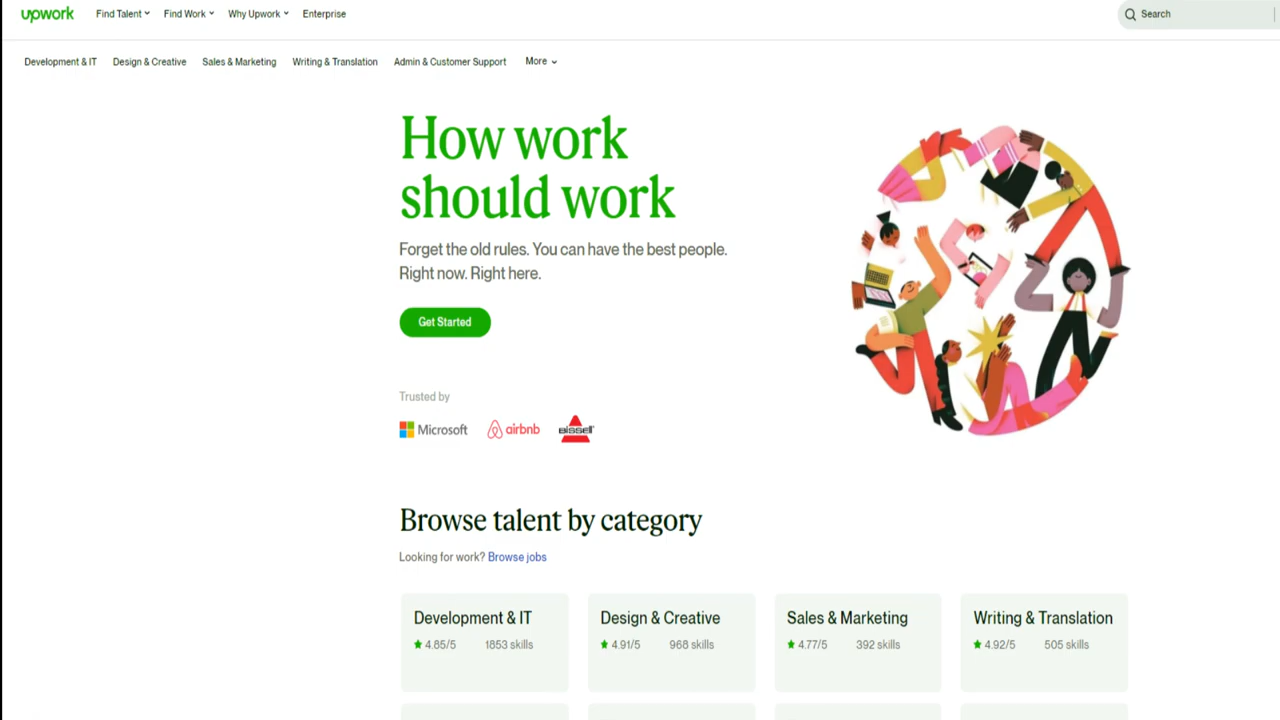 upwork Find Talent Find Work Why Upwork Enterprise Search
Development & IT Design & Creative Sales & Marketing Writing & Translation Admin & Customer Support More
How work
should work
Forget the old rules. You can have the best people.
Right now. Right here.
Get Started
Trusted by
Microsoft airbnb BISSELL
Browse talent by category
Looking for work? Browse jobs
Development & IT Design & Creative Sales & Marketing Writing & Translation
4.85/5 1853 skills 4.91/5 968 skills 4.77/5 392 skills 4.92/5 505 skills